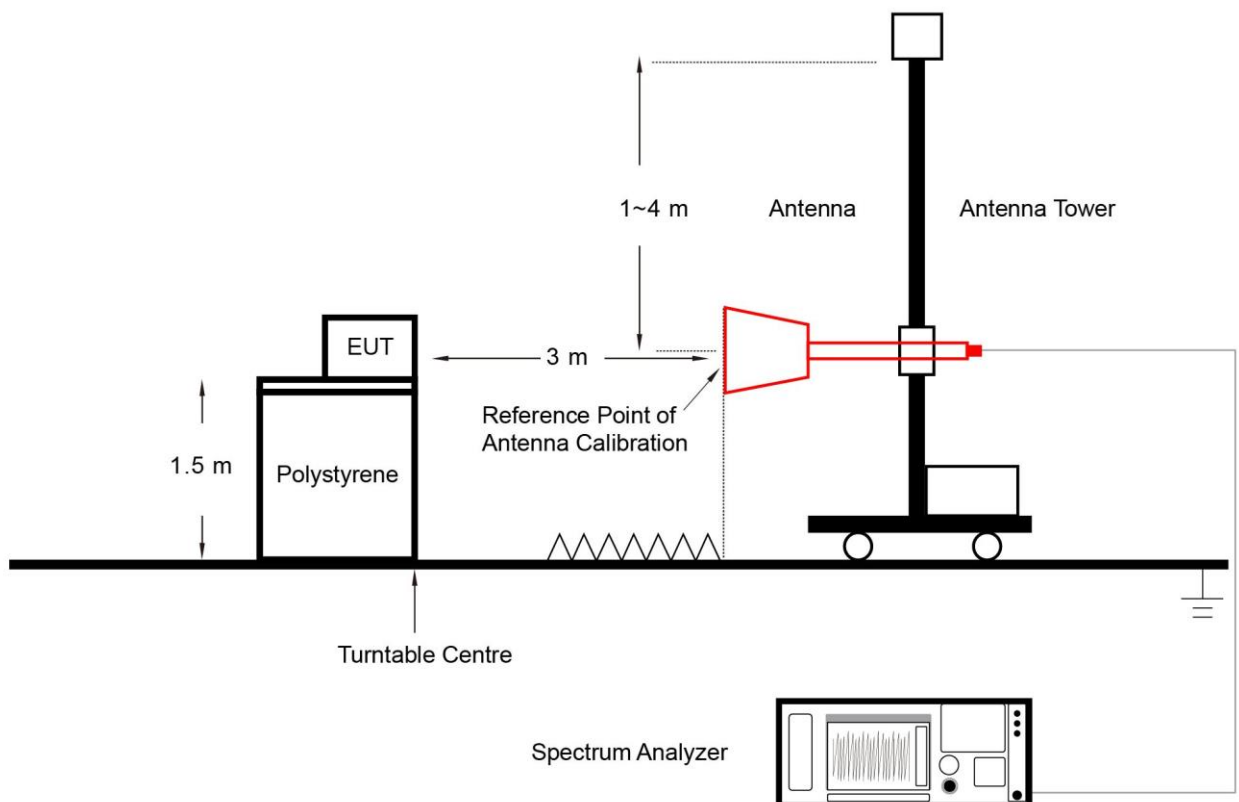 1~4 m
Antenna
Antenna Tower
EUT
3 m
Reference Point of
Antenna Calibration
1.5 m
Polystyrene
Turntable Centre
Spectrum Analyzer